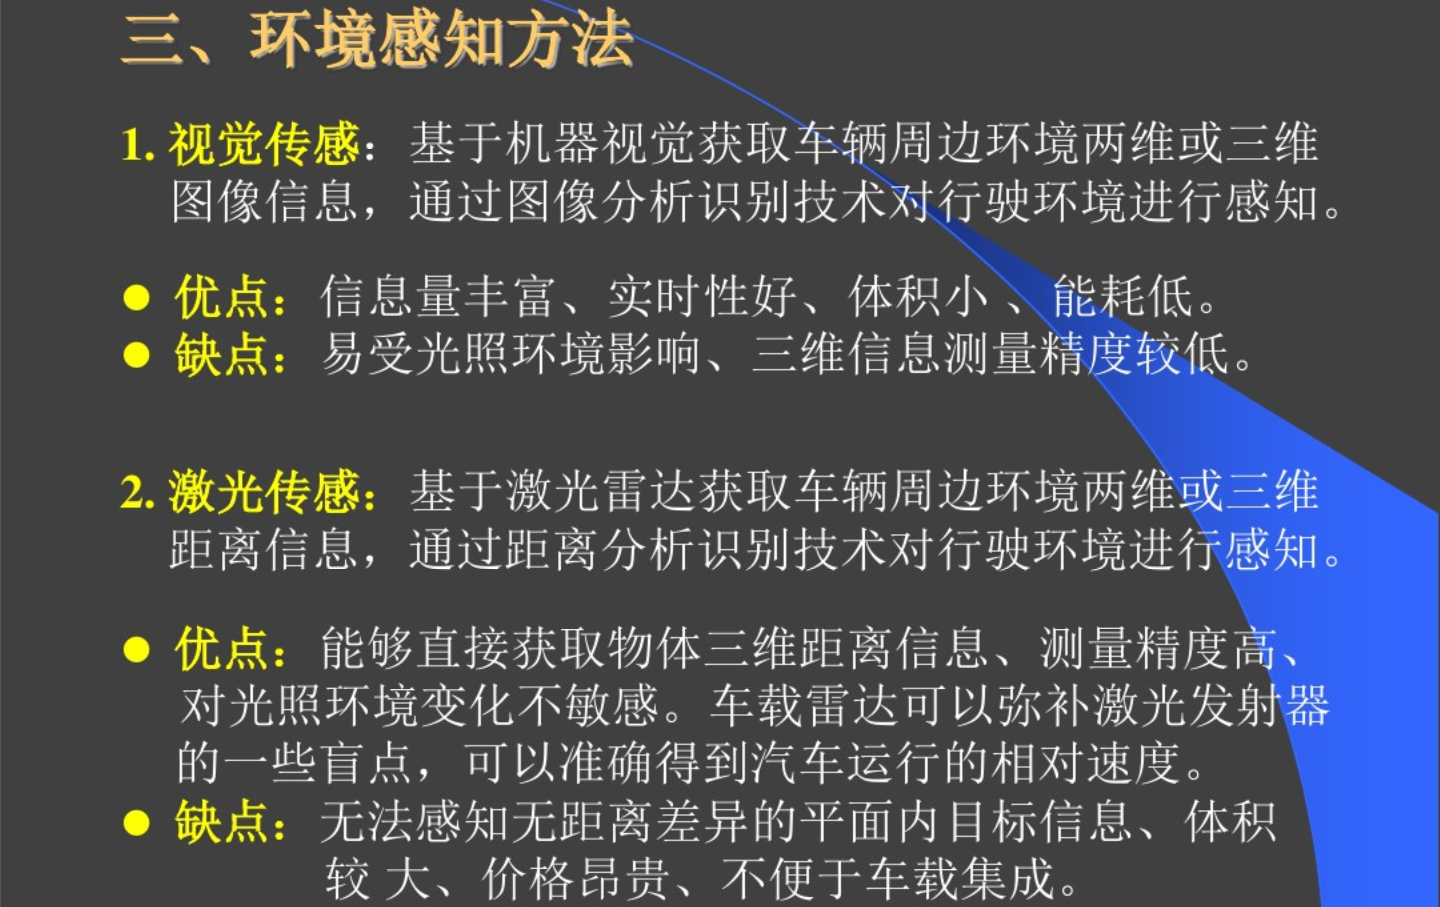 三、环境感知方法
1. 视觉传感：基于机器视觉获取车辆周边环境两维或三维
图像信息，通过图像分析识别技术对行驶环境进行感知。
● 优点：信息量丰富、实时性好、体积小 、能耗低。
● 缺点：易受光照环境影响、三维信息测量精度较低。
2. 激光传感：基于激光雷达获取车辆周边环境两维或三维
距离信息，通过距离分析识别技术对行驶环境进行感知。
● 优点：能够直接获取物体三维距离信息、测量精度高、
对光照环境变化不敏感。车载雷达可以弥补激光发射器
的一些盲点，可以准确得到汽车运行的相对速度。
● 缺点：无法感知无距离差异的平面内目标信息、体积
较 大、价格昂贵、不便于车载集成。